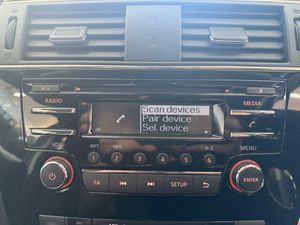 RADIO
MEDIA
Scan devices
Pair device
Sel. device
VOL
MENU
RPT MIX A-Z
1 2 3 4 5 6
ENTER
TA SETUP